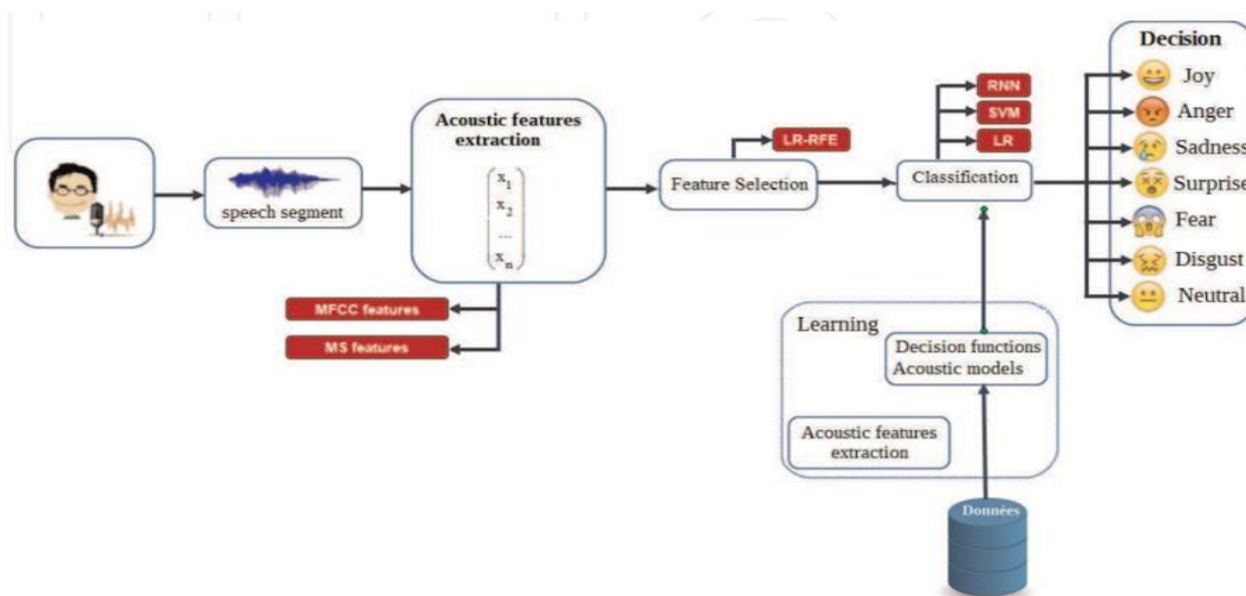 Decision
Joy
Anger
Sadness
Surprise
Fear
Disgust
Neutral
RNN
SVM
LR
Classification
LR-RFE
Feature Selection
Acoustic features
extraction
x1
x2
...
xn
speech segment
MFCC features
MS features
Learning
Decision functions
Acoustic models
Acoustic features
extraction
Données